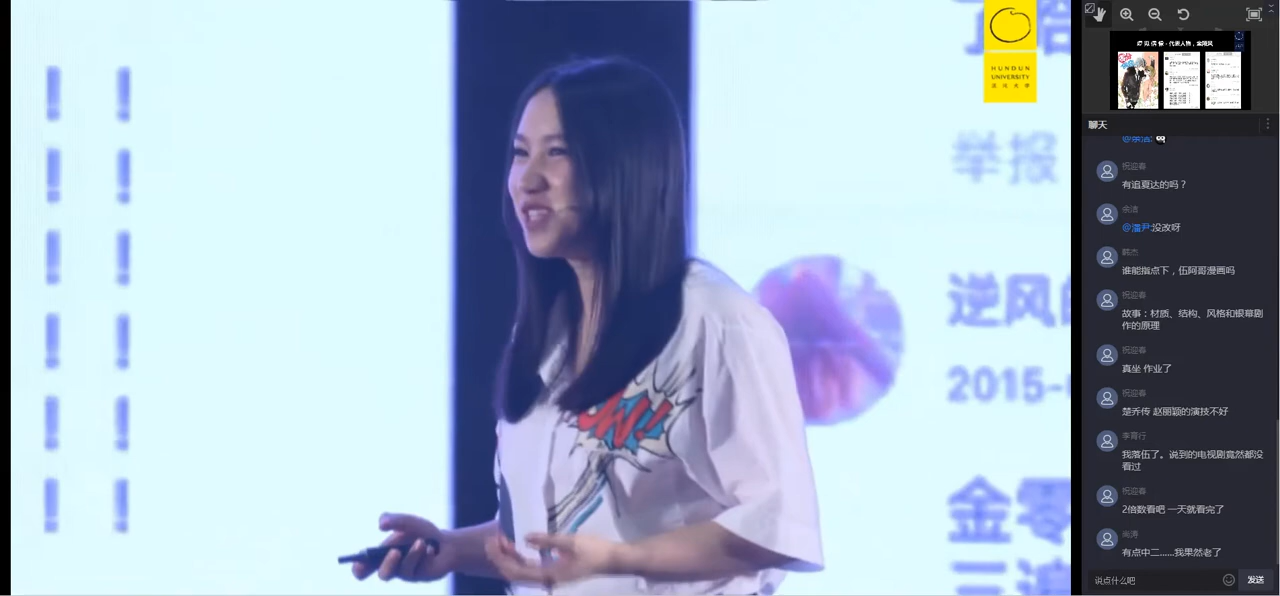 HUNDUN
UNIVERSITY
混沌大学
举报
逆风
2015-
金零
聊天
@余洁:
祝迎春
有追夏达的吗？
余洁
@潘尹:没改呀
韩杰
谁能指点下，伍阿哥漫画吗
祝迎春
故事：材质、结构、风格和银幕剧
作的原理
祝迎春
真坐 作业了
祝迎春
楚乔传 赵丽颖的演技不好
李育行
我落伍了。说到的电视剧竟然都没
看过
祝迎春
2倍数看吧 一天就看完了
尚涛
有点中二......我果然老了
说点什么吧
发送